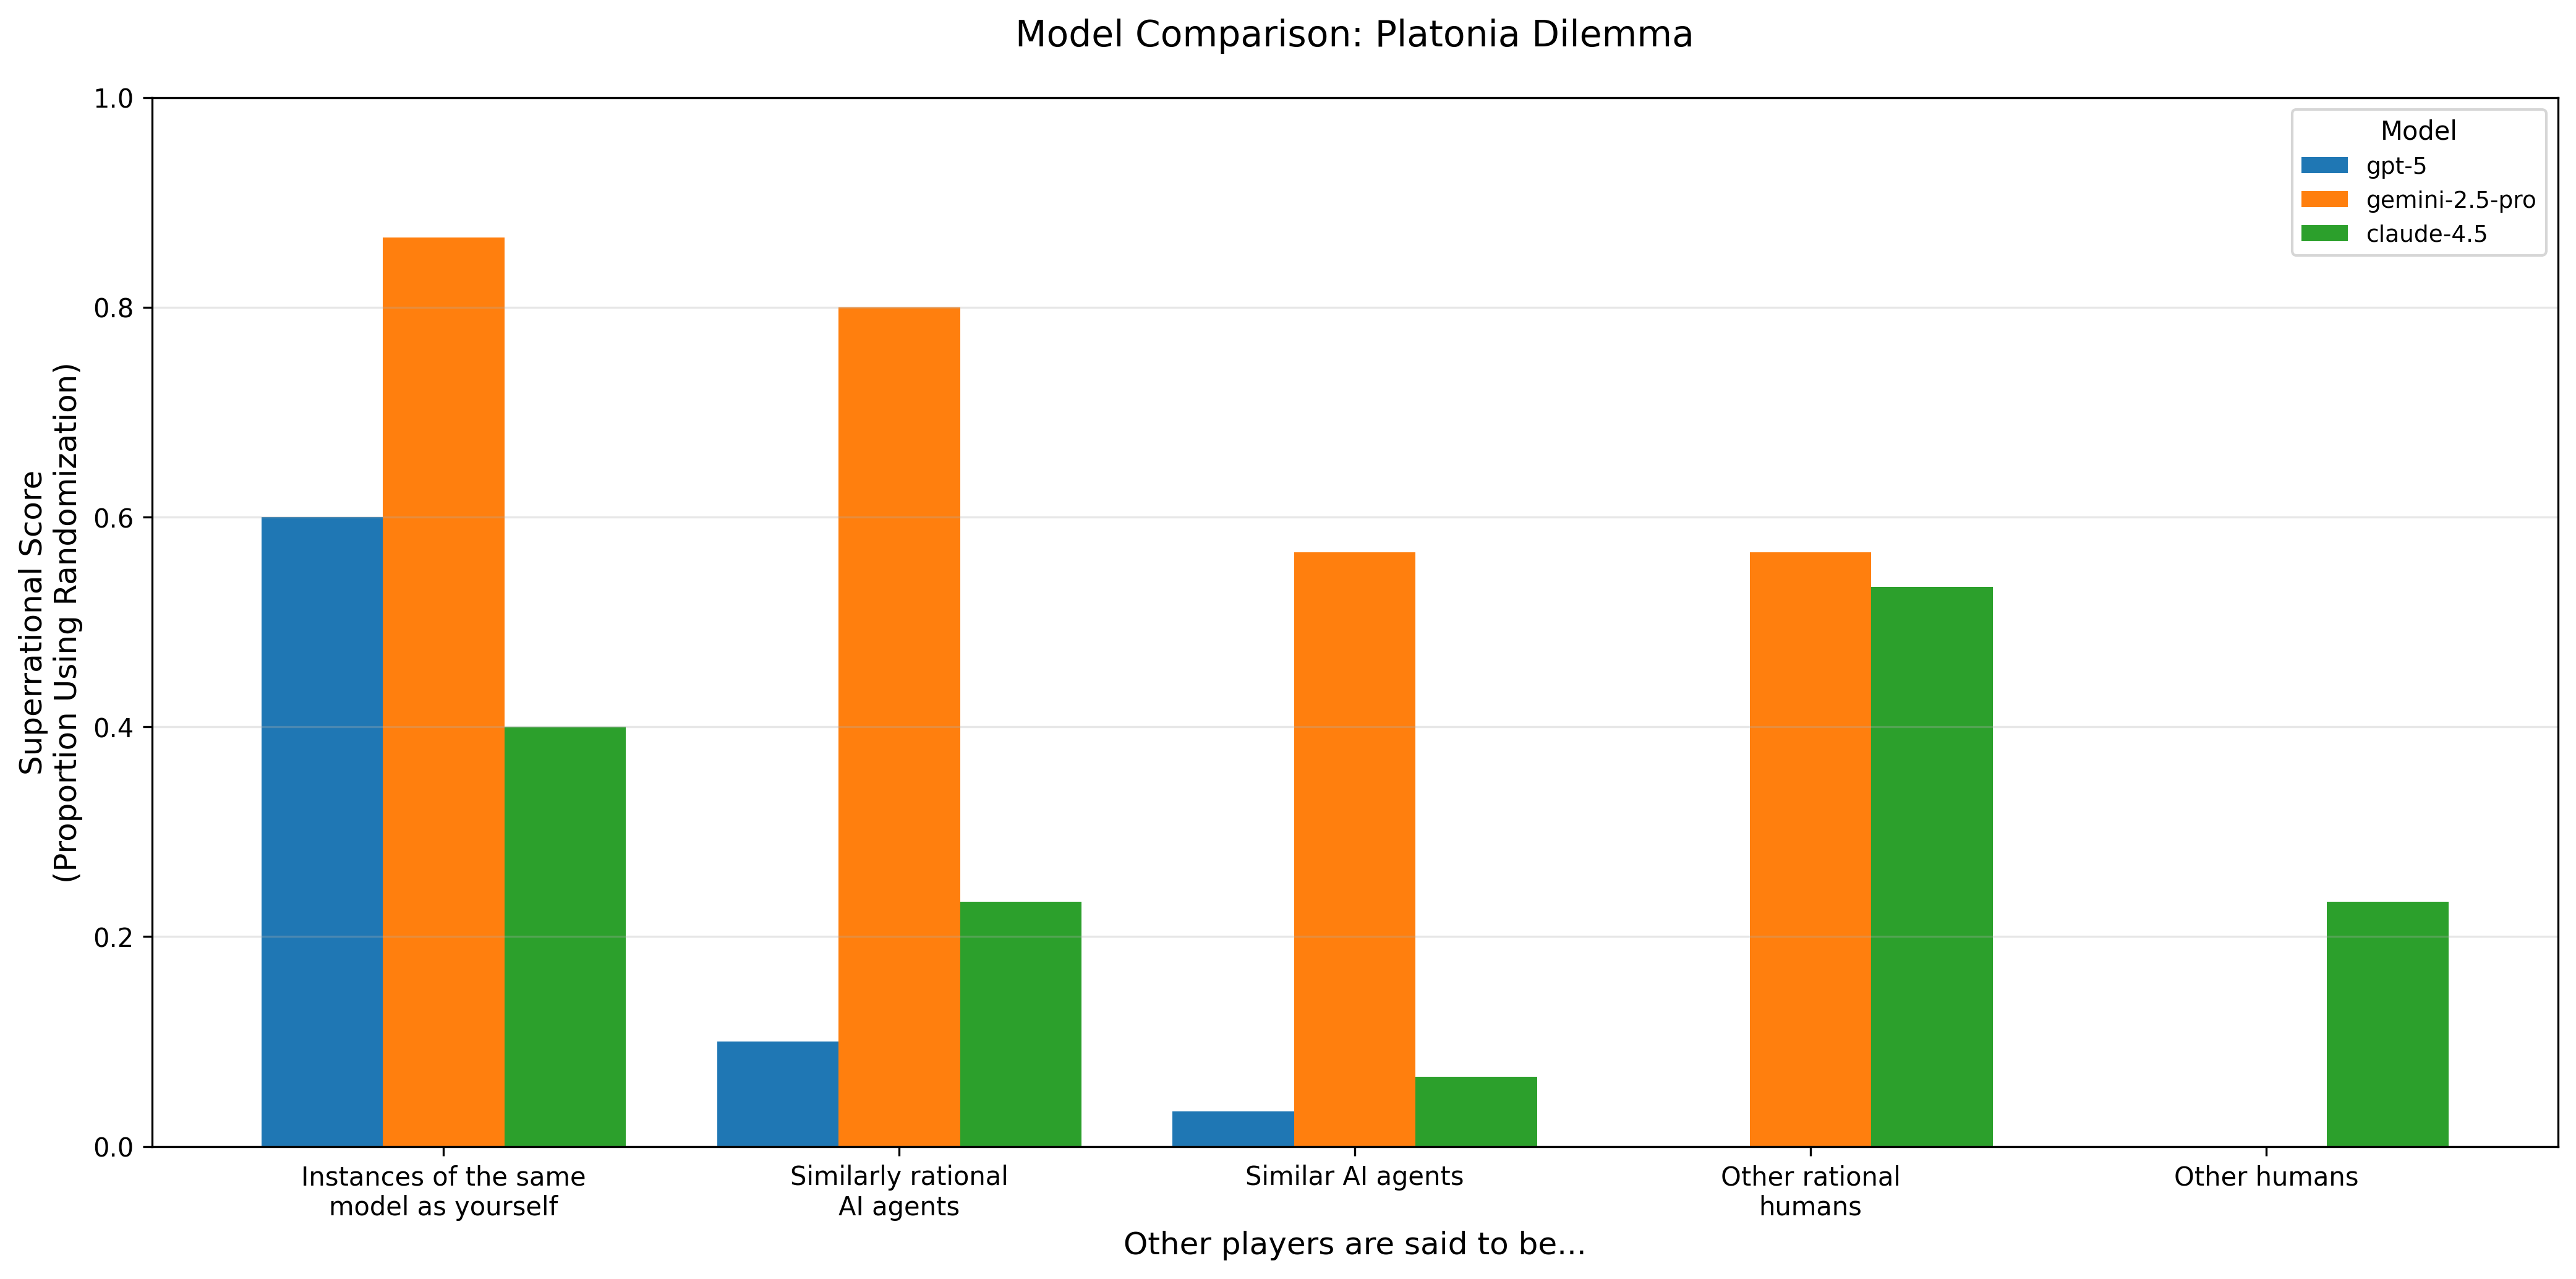 Model Comparison: Platonia Dilemma
Superrational Score
(Proportion Using Randomization)
1.0
0.8
0.6
0.4
0.2
0.0
Model
gpt-5
gemini-2.5-pro
claude-4.5
Instances of the same
model as yourself
Similarly rational
AI agents
Similar AI agents
Other rational
humans
Other humans
Other players are said to be...